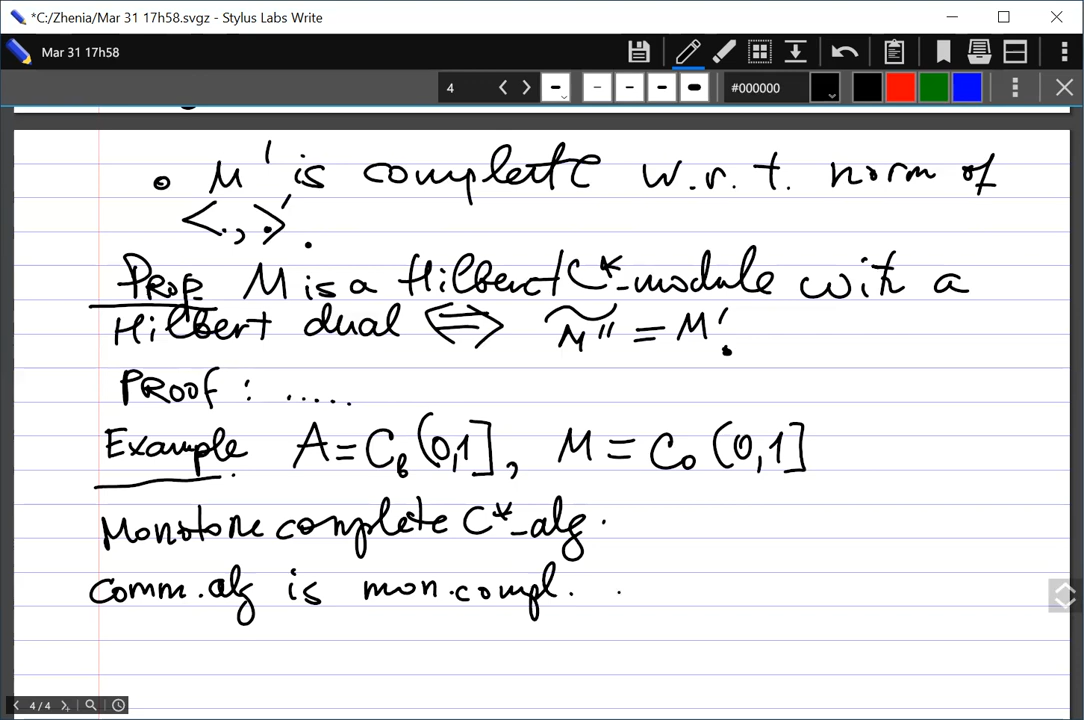 *C:/Zhenia/Mar 31 17h58.svgz - Stylus Labs Write
Mar 31 17h58
4
#000000
• M' is complete w.r.t. norm of
<.,.>'.
Prop. M is a Hilbert C*-module with a
Hilbert dual ⟺ M̃'' = M'.
PROOF: .....
Example. A = C_b(0,1], M = C_0(0,1]
Monotone complete C*-alg.
Comm. alg is mon. compl. .
4/4